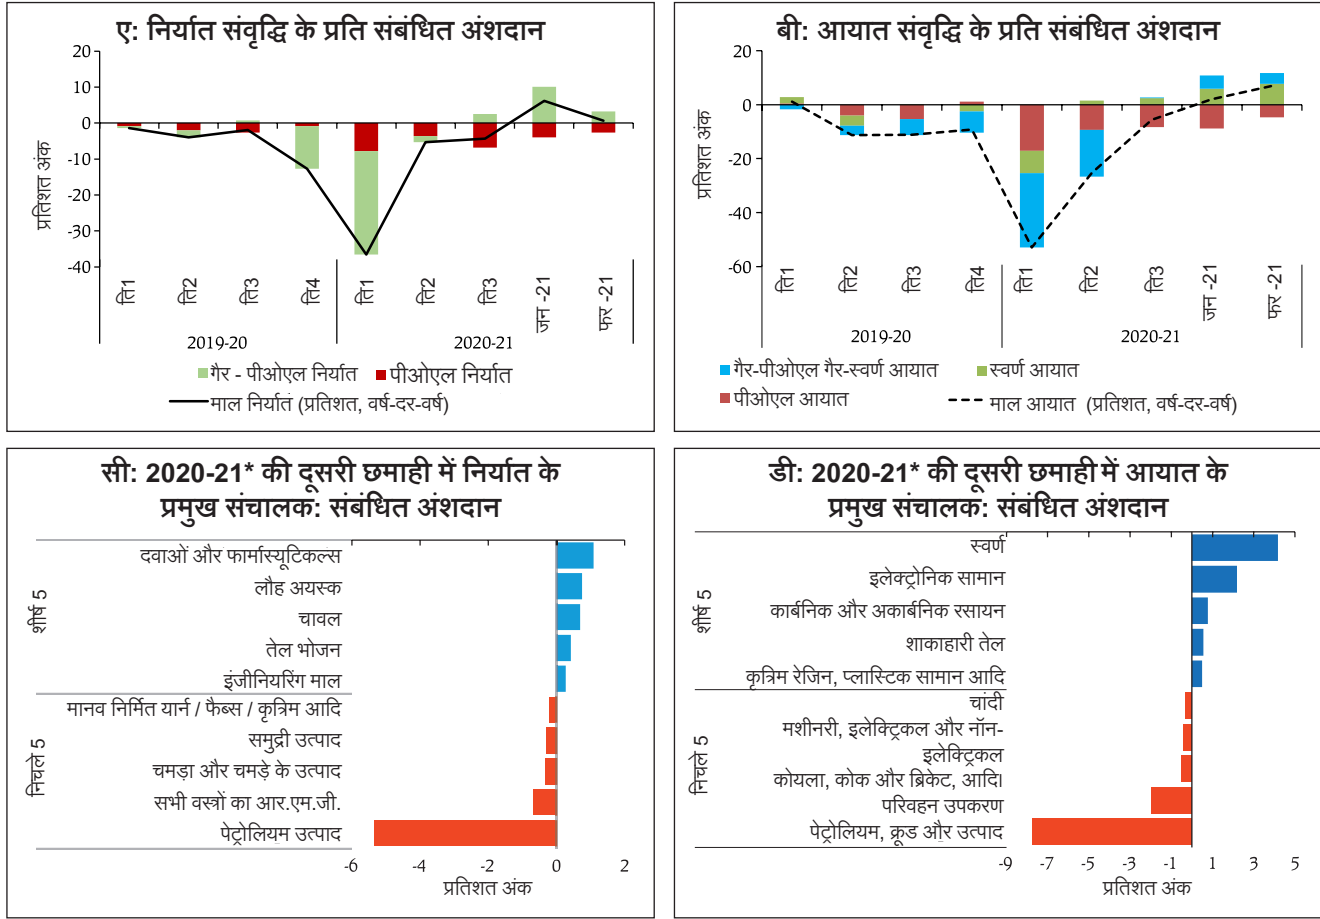 ए: निर्यात संवृद्धि के प्रति संबंधित अंशदान
20
10
0
-10
-20
-30
-40
प्रतिशत अंक
ति1
ति2
ति3
ति4
ति1
ति2
ति3
जन -21
फर -21
2019-20
2020-21
गैर - पीओएल निर्यात
पीओएल निर्यात
माल निर्यात (प्रतिशत, वर्ष-दर-वर्ष)
बी: आयात संवृद्धि के प्रति संबंधित अंशदान
20
0
-20
-40
-60
प्रतिशत अंक
ति1
ति2
ति3
ति4
ति1
ति2
ति3
जन -21
फर -21
2019-20
2020-21
गैर-पीओएल गैर-स्वर्ण आयात
स्वर्ण आयात
पीओएल आयात
माल आयात (प्रतिशत, वर्ष-दर-वर्ष)
सी: 2020-21* की दूसरी छमाही में निर्यात के
प्रमुख संचालक: संबंधित अंशदान
शीर्ष 5
दवाओं और फार्मास्यूटिकल्स
लौह अयस्क
चावल
तेल भोजन
इंजीनियरिंग माल
निचले 5
मानव निर्मित यार्न / फैब्स / कृत्रिम आदि
समुद्री उत्पाद
चमड़ा और चमड़े के उत्पाद
सभी वस्त्रों का आर.एम.जी.
पेट्रोलियम उत्पाद
-6
-4
-2
0
2
प्रतिशत अंक
डी: 2020-21* की दूसरी छमाही में आयात के
प्रमुख संचालक: संबंधित अंशदान
शीर्ष 5
स्वर्ण
इलेक्ट्रोनिक सामान
कार्बनिक और अकार्बनिक रसायन
शाकाहारी तेल
कृत्रिम रेजिन, प्लास्टिक सामान आदि
निचले 5
चांदी
मशीनरी, इलेक्ट्रिकल और नॉन-
इलेक्ट्रिकल
कोयला, कोक और ब्रिकेट, आदि।
परिवहन उपकरण
पेट्रोलियम, क्रूड और उत्पाद
-9
-7
-5
-3
-1
1
3
5
प्रतिशत अंक